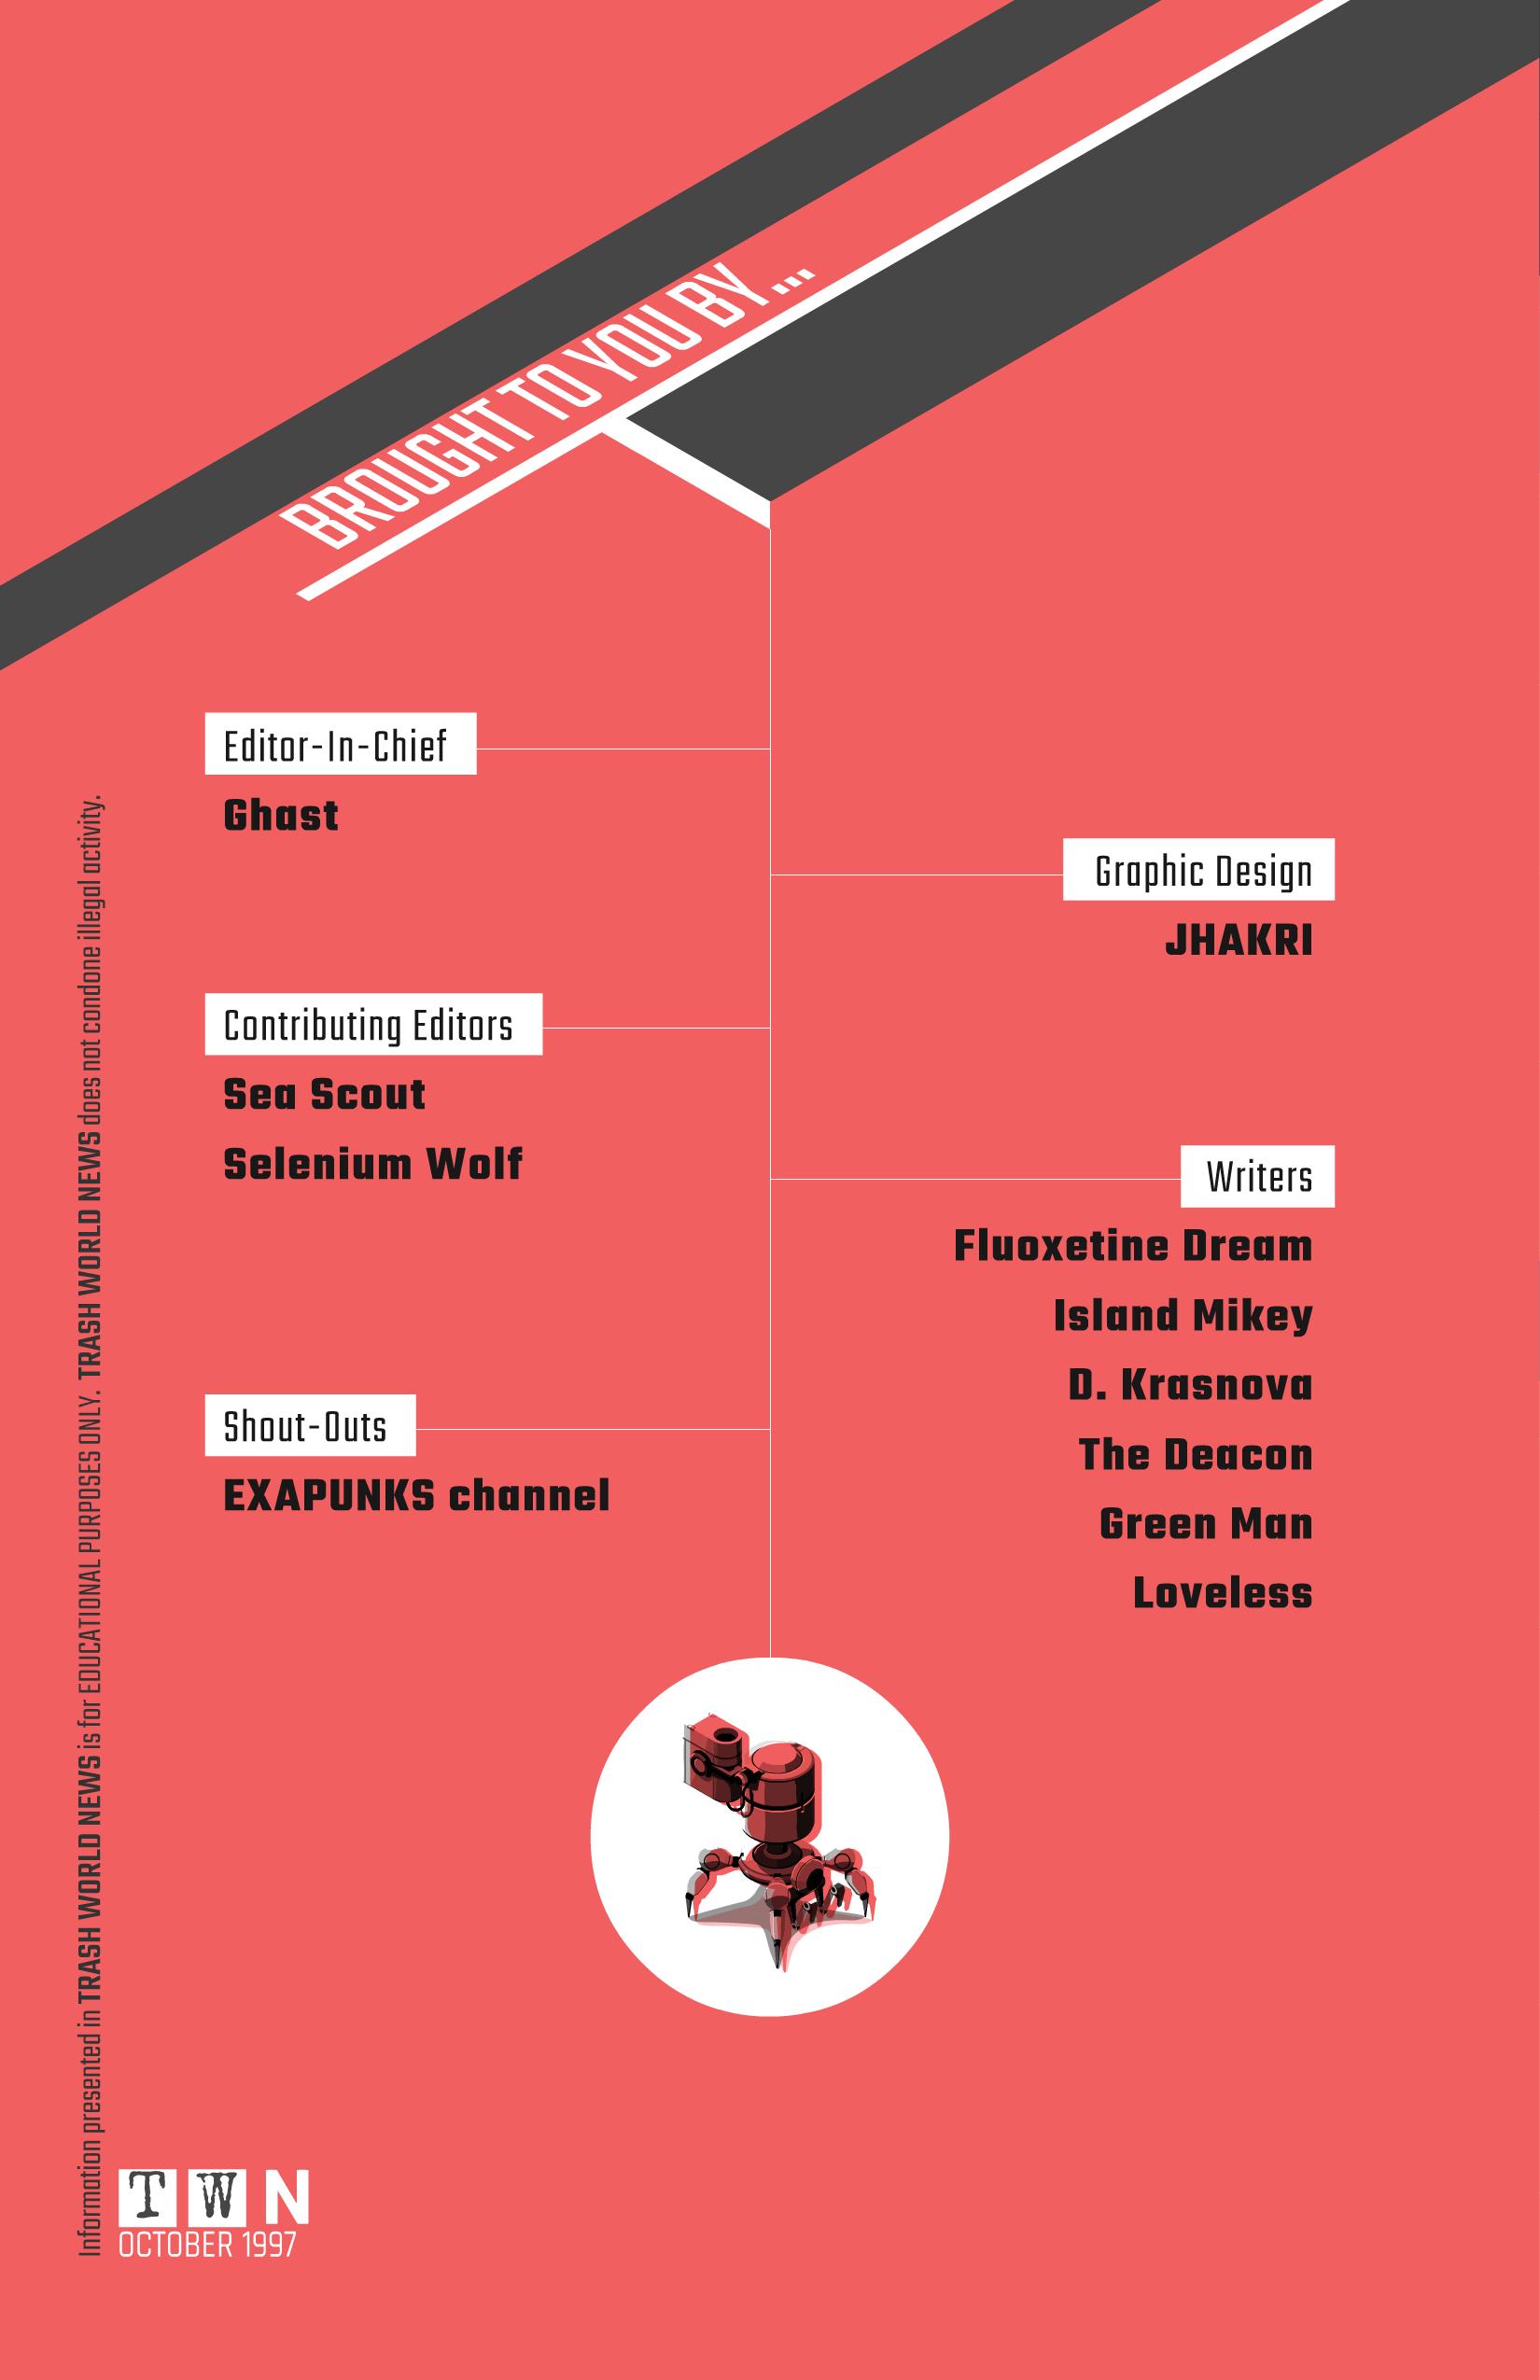 BROUGHT TO YOU BY...
Editor-In-Chief
Ghast
Graphic Design
JHAKRI
Contributing Editors
Sea Scout
Selenium Wolf
Writers
Fluoxetine Dream
Island Mikey
D. Krasnova
The Deacon
Green Man
Loveless
Shout-Outs
EXAPUNKS channel
Information presented in TRASH WORLD NEWS is for EDUCATIONAL PURPOSES ONLY. TRASH WORLD NEWS does not condone illegal activity.
TWN
OCTOBER 1997